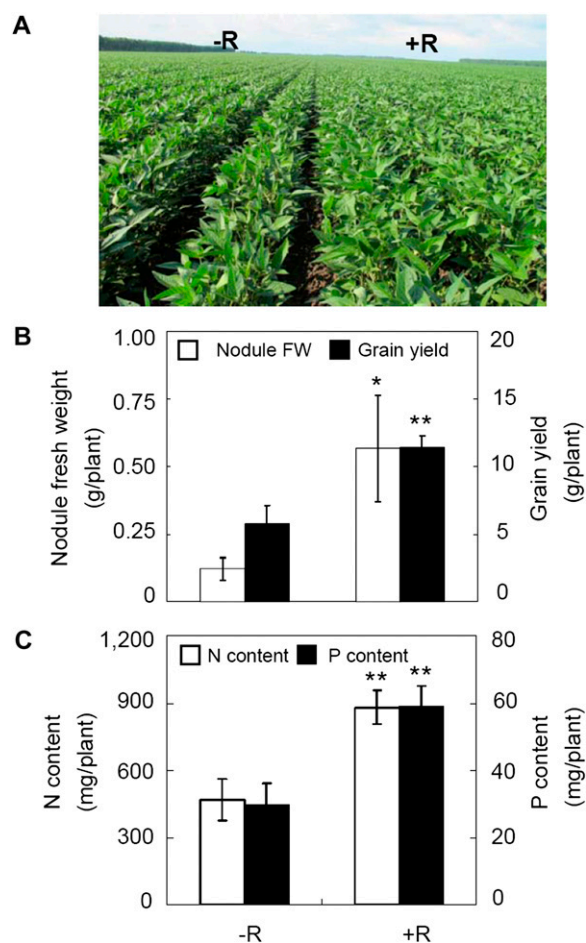 A
-R +R
B
1.00
0.75
0.50
0.25
0
Nodule fresh weight
(g/plant)
Nodule FW Grain yield
*
**
20
15
10
5
0
Grain yield
(g/plant)
C
1,200
900
600
300
0
N content
(mg/plant)
N content P content
** **
80
60
40
20
0
P content
(mg/plant)
-R +R